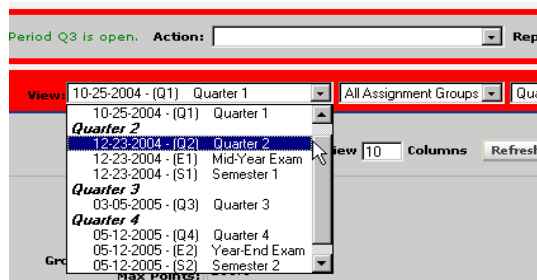 Period Q3 is open. Action: Rep
View: 10-25-2004 - (Q1) Quarter 1 All Assignment Groups Qua
10-25-2004 - (Q1) Quarter 1
Quarter 2
12-23-2004 - (Q2) Quarter 2
12-23-2004 - (E1) Mid-Year Exam
12-23-2004 - (S1) Semester 1
iew 10 Columns Refres
Quarter 3
03-05-2005 - (Q3) Quarter 3
Quarter 4
05-12-2005 - (Q4) Quarter 4
05-12-2005 - (E2) Year-End Exam
05-12-2005 - (S2) Semester 2
Gro
Max Points: